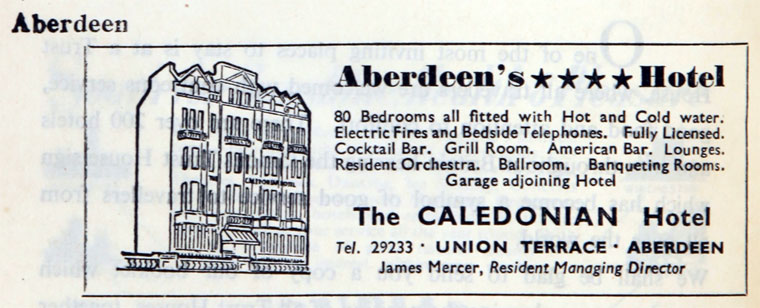 Aberdeen
Aberdeen's ★★★★ Hotel
80 Bedrooms all fitted with Hot and Cold water.
Electric Fires and Bedside Telephones. Fully Licensed.
Cocktail Bar. Grill Room. American Bar. Lounges.
Resident Orchestra. Ballroom. Banqueting Rooms.
Garage adjoining Hotel
CALEDONIAN HOTEL
The CALEDONIAN Hotel
Tel. 29233 · UNION TERRACE · ABERDEEN
James Mercer, Resident Managing Director